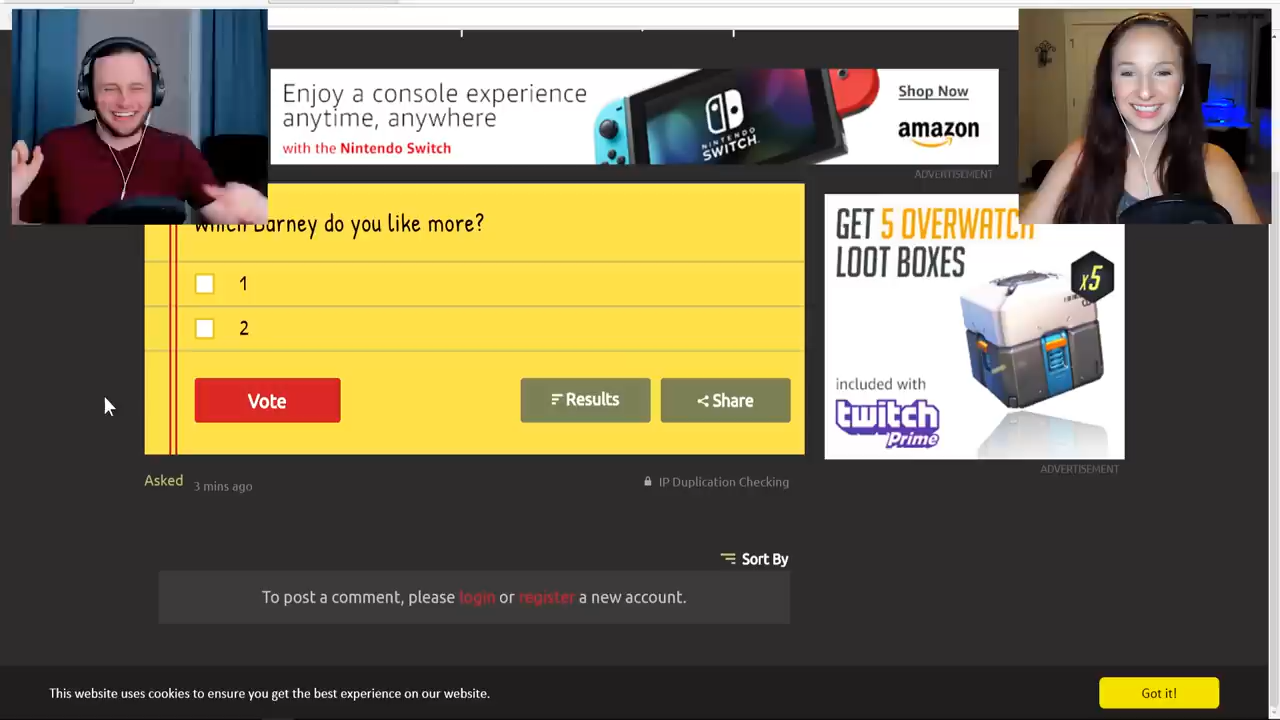 Enjoy a console experience
anytime, anywhere
with the Nintendo Switch
NINTENDO
SWITCH
Shop Now
amazon
ADVERTISEMENT
Which Barney do you like more?
1
2
Vote
Results
Share
GET 5 OVERWATCH
LOOT BOXES
x5
included with
twitch
Prime
ADVERTISEMENT
Asked
3 mins ago
IP Duplication Checking
Sort By
To post a comment, please login or register a new account.
This website uses cookies to ensure you get the best experience on our website.
Got it!